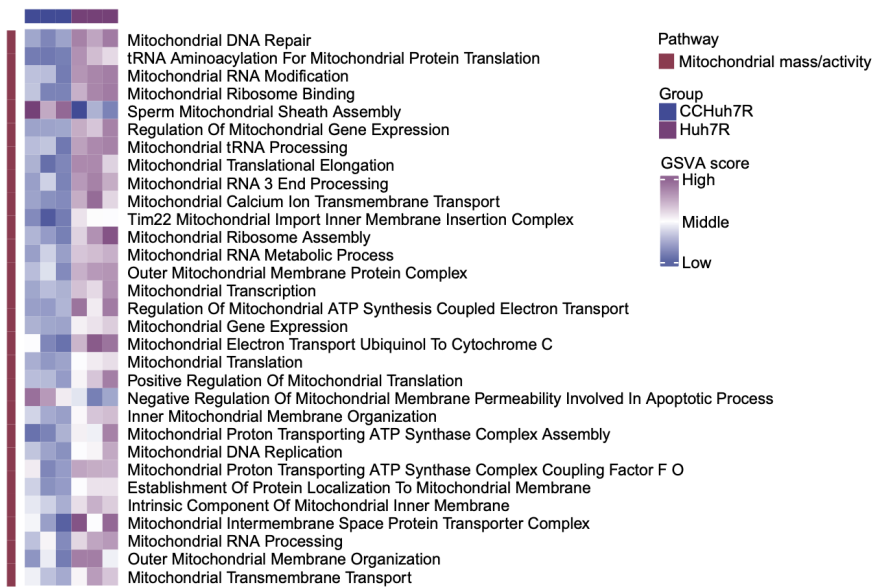 Mitochondrial DNA Repair
tRNA Aminoacylation For Mitochondrial Protein Translation
Mitochondrial RNA Modification
Mitochondrial Ribosome Binding
Sperm Mitochondrial Sheath Assembly
Regulation Of Mitochondrial Gene Expression
Mitochondrial tRNA Processing
Mitochondrial Translational Elongation
Mitochondrial RNA 3 End Processing
Mitochondrial Calcium Ion Transmembrane Transport
Tim22 Mitochondrial Import Inner Membrane Insertion Complex
Mitochondrial Ribosome Assembly
Mitochondrial RNA Metabolic Process
Outer Mitochondrial Membrane Protein Complex
Mitochondrial Transcription
Regulation Of Mitochondrial ATP Synthesis Coupled Electron Transport
Mitochondrial Gene Expression
Mitochondrial Electron Transport Ubiquinol To Cytochrome C
Mitochondrial Translation
Positive Regulation Of Mitochondrial Translation
Negative Regulation Of Mitochondrial Membrane Permeability Involved In Apoptotic Process
Inner Mitochondrial Membrane Organization
Mitochondrial Proton Transporting ATP Synthase Complex Assembly
Mitochondrial DNA Replication
Mitochondrial Proton Transporting ATP Synthase Complex Coupling Factor F O
Establishment Of Protein Localization To Mitochondrial Membrane
Intrinsic Component Of Mitochondrial Inner Membrane
Mitochondrial Intermembrane Space Protein Transporter Complex
Mitochondrial RNA Processing
Outer Mitochondrial Membrane Organization
Mitochondrial Transmembrane Transport
Pathway
Mitochondrial mass/activity
Group
CCHuh7R
Huh7R
GSVA score
High
Middle
Low